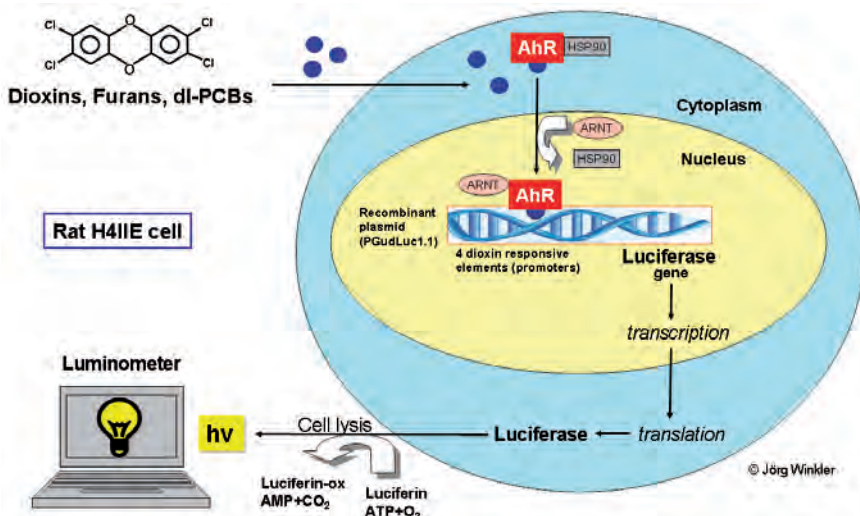 Cl
O
Cl
Cl
O
Cl
Dioxins, Furans, dl-PCBs
AhR
HSP90
Cytoplasm
ARNT
HSP90
Nucleus
ARNT
AhR
Rat H4IIE cell
Recombinant
plasmid
(PGudLuc1.1)
4 dioxin responsive
elements (promoters)
Luciferase
gene
transcription
translation
Luciferase
Cell lysis
Luminometer
hv
Luciferin-ox
AMP+CO₂
Luciferin
ATP+O₂
© Jörg Winkler